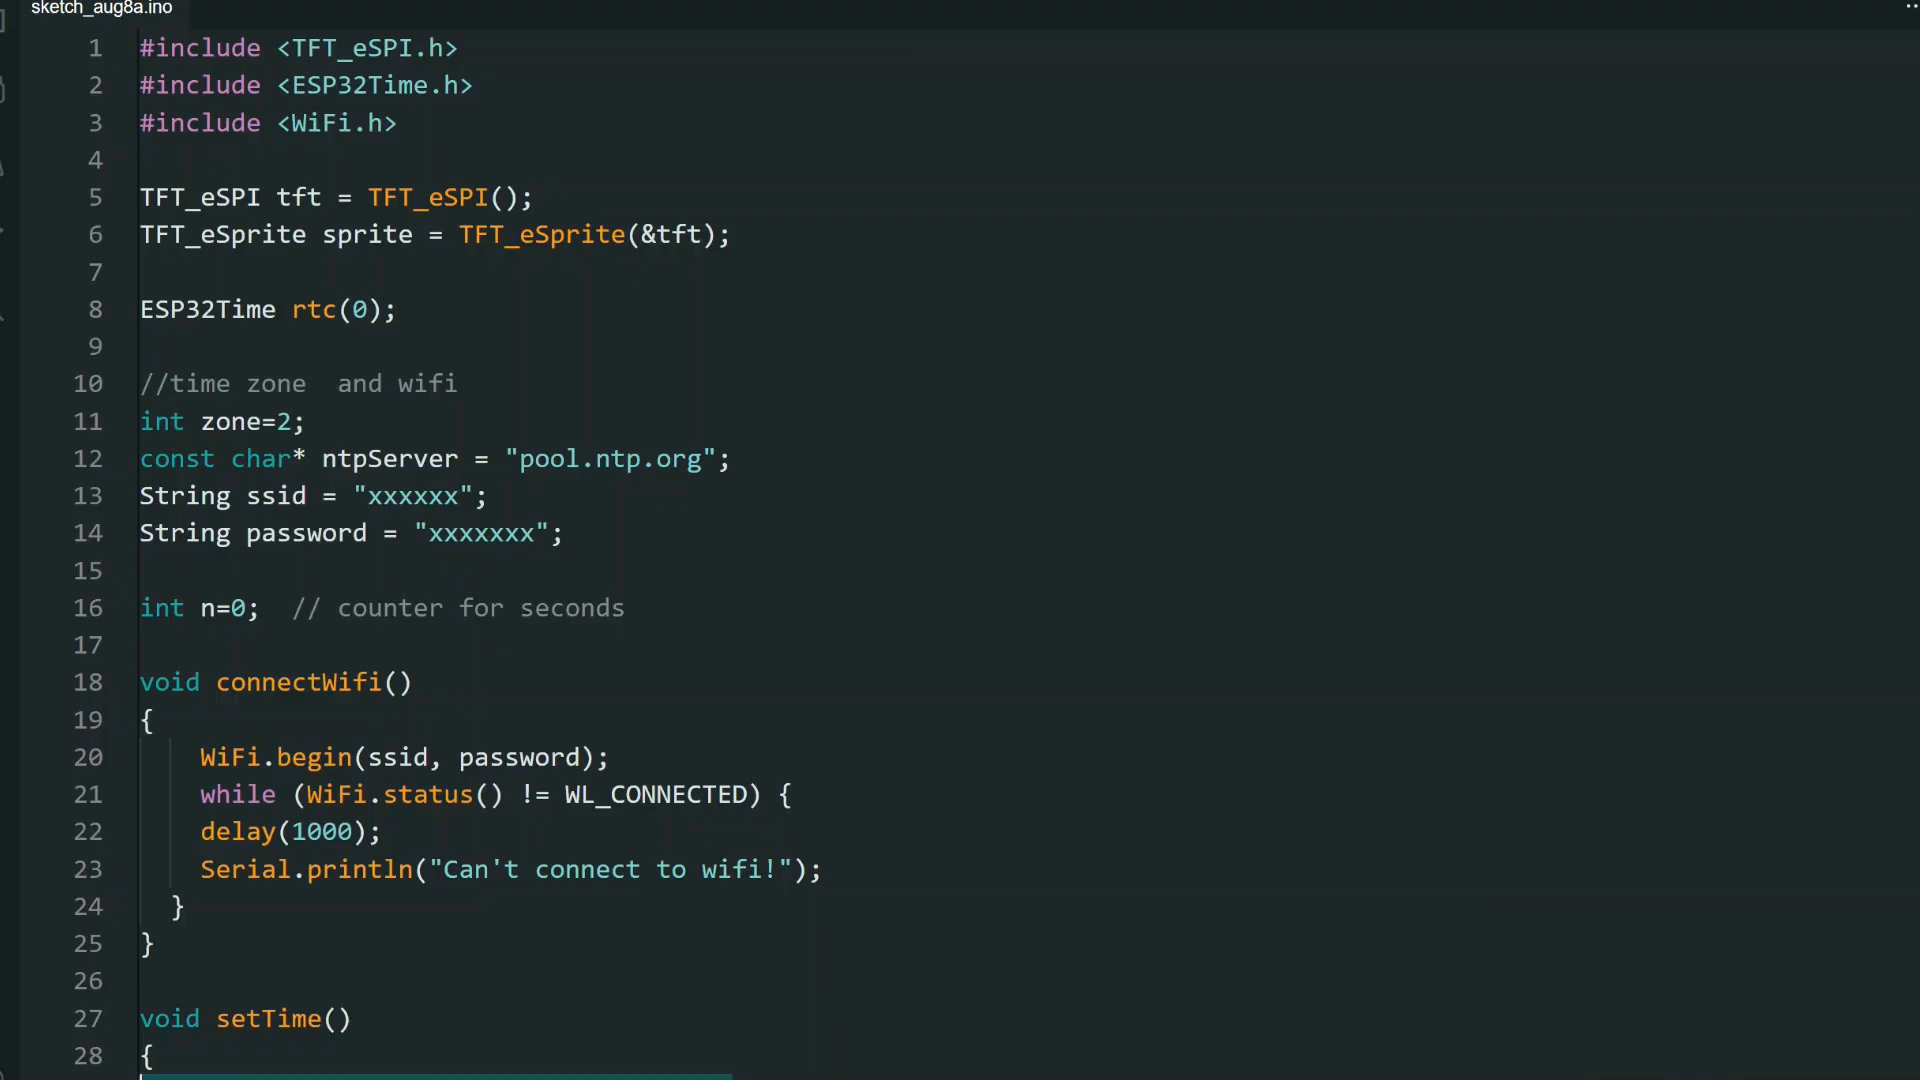 sketch_aug8a.ino
1 #include <TFT_eSPI.h>
2 #include <ESP32Time.h>
3 #include <WiFi.h>
4
5 TFT_eSPI tft = TFT_eSPI();
6 TFT_eSprite sprite = TFT_eSprite(&tft);
7
8 ESP32Time rtc(0);
9
10 //time zone  and wifi
11 int zone=2;
12 const char* ntpServer = "pool.ntp.org";
13 String ssid = "xxxxxx";
14 String password = "xxxxxxx";
15
16 int n=0;  // counter for seconds
17
18 void connectWifi()
19 {
20     WiFi.begin(ssid, password);
21     while (WiFi.status() != WL_CONNECTED) {
22     delay(1000);
23     Serial.println("Can't connect to wifi!");
24   }
25 }
26
27 void setTime()
28 {